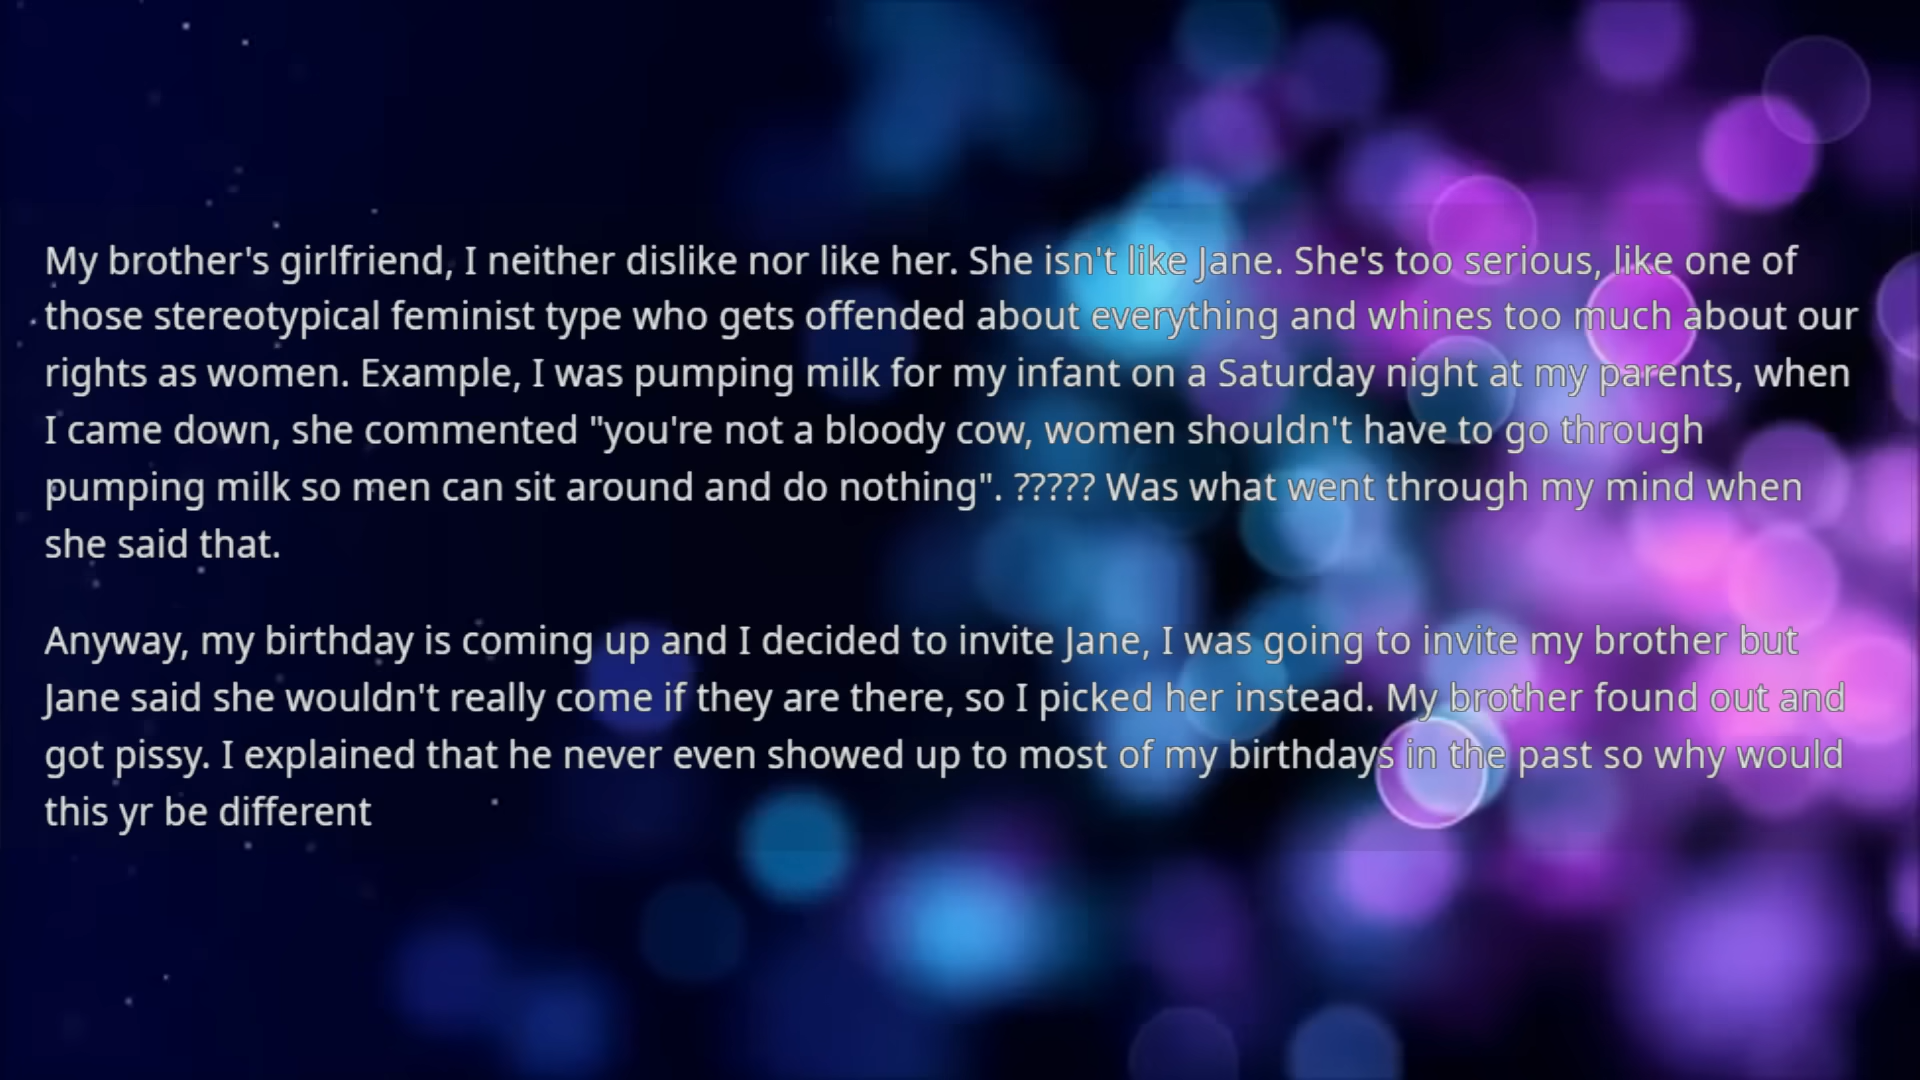 My brother's girlfriend, I neither dislike nor like her. She isn't like Jane. She's too serious, like one of
those stereotypical feminist type who gets offended about everything and whines too much about our
rights as women. Example, I was pumping milk for my infant on a Saturday night at my parents, when
I came down, she commented "you're not a bloody cow, women shouldn't have to go through
pumping milk so men can sit around and do nothing". ????? Was what went through my mind when
she said that.
Anyway, my birthday is coming up and I decided to invite Jane, I was going to invite my brother but
Jane said she wouldn't really come if they are there, so I picked her instead. My brother found out and
got pissy. I explained that he never even showed up to most of my birthdays in the past so why would
this yr be different